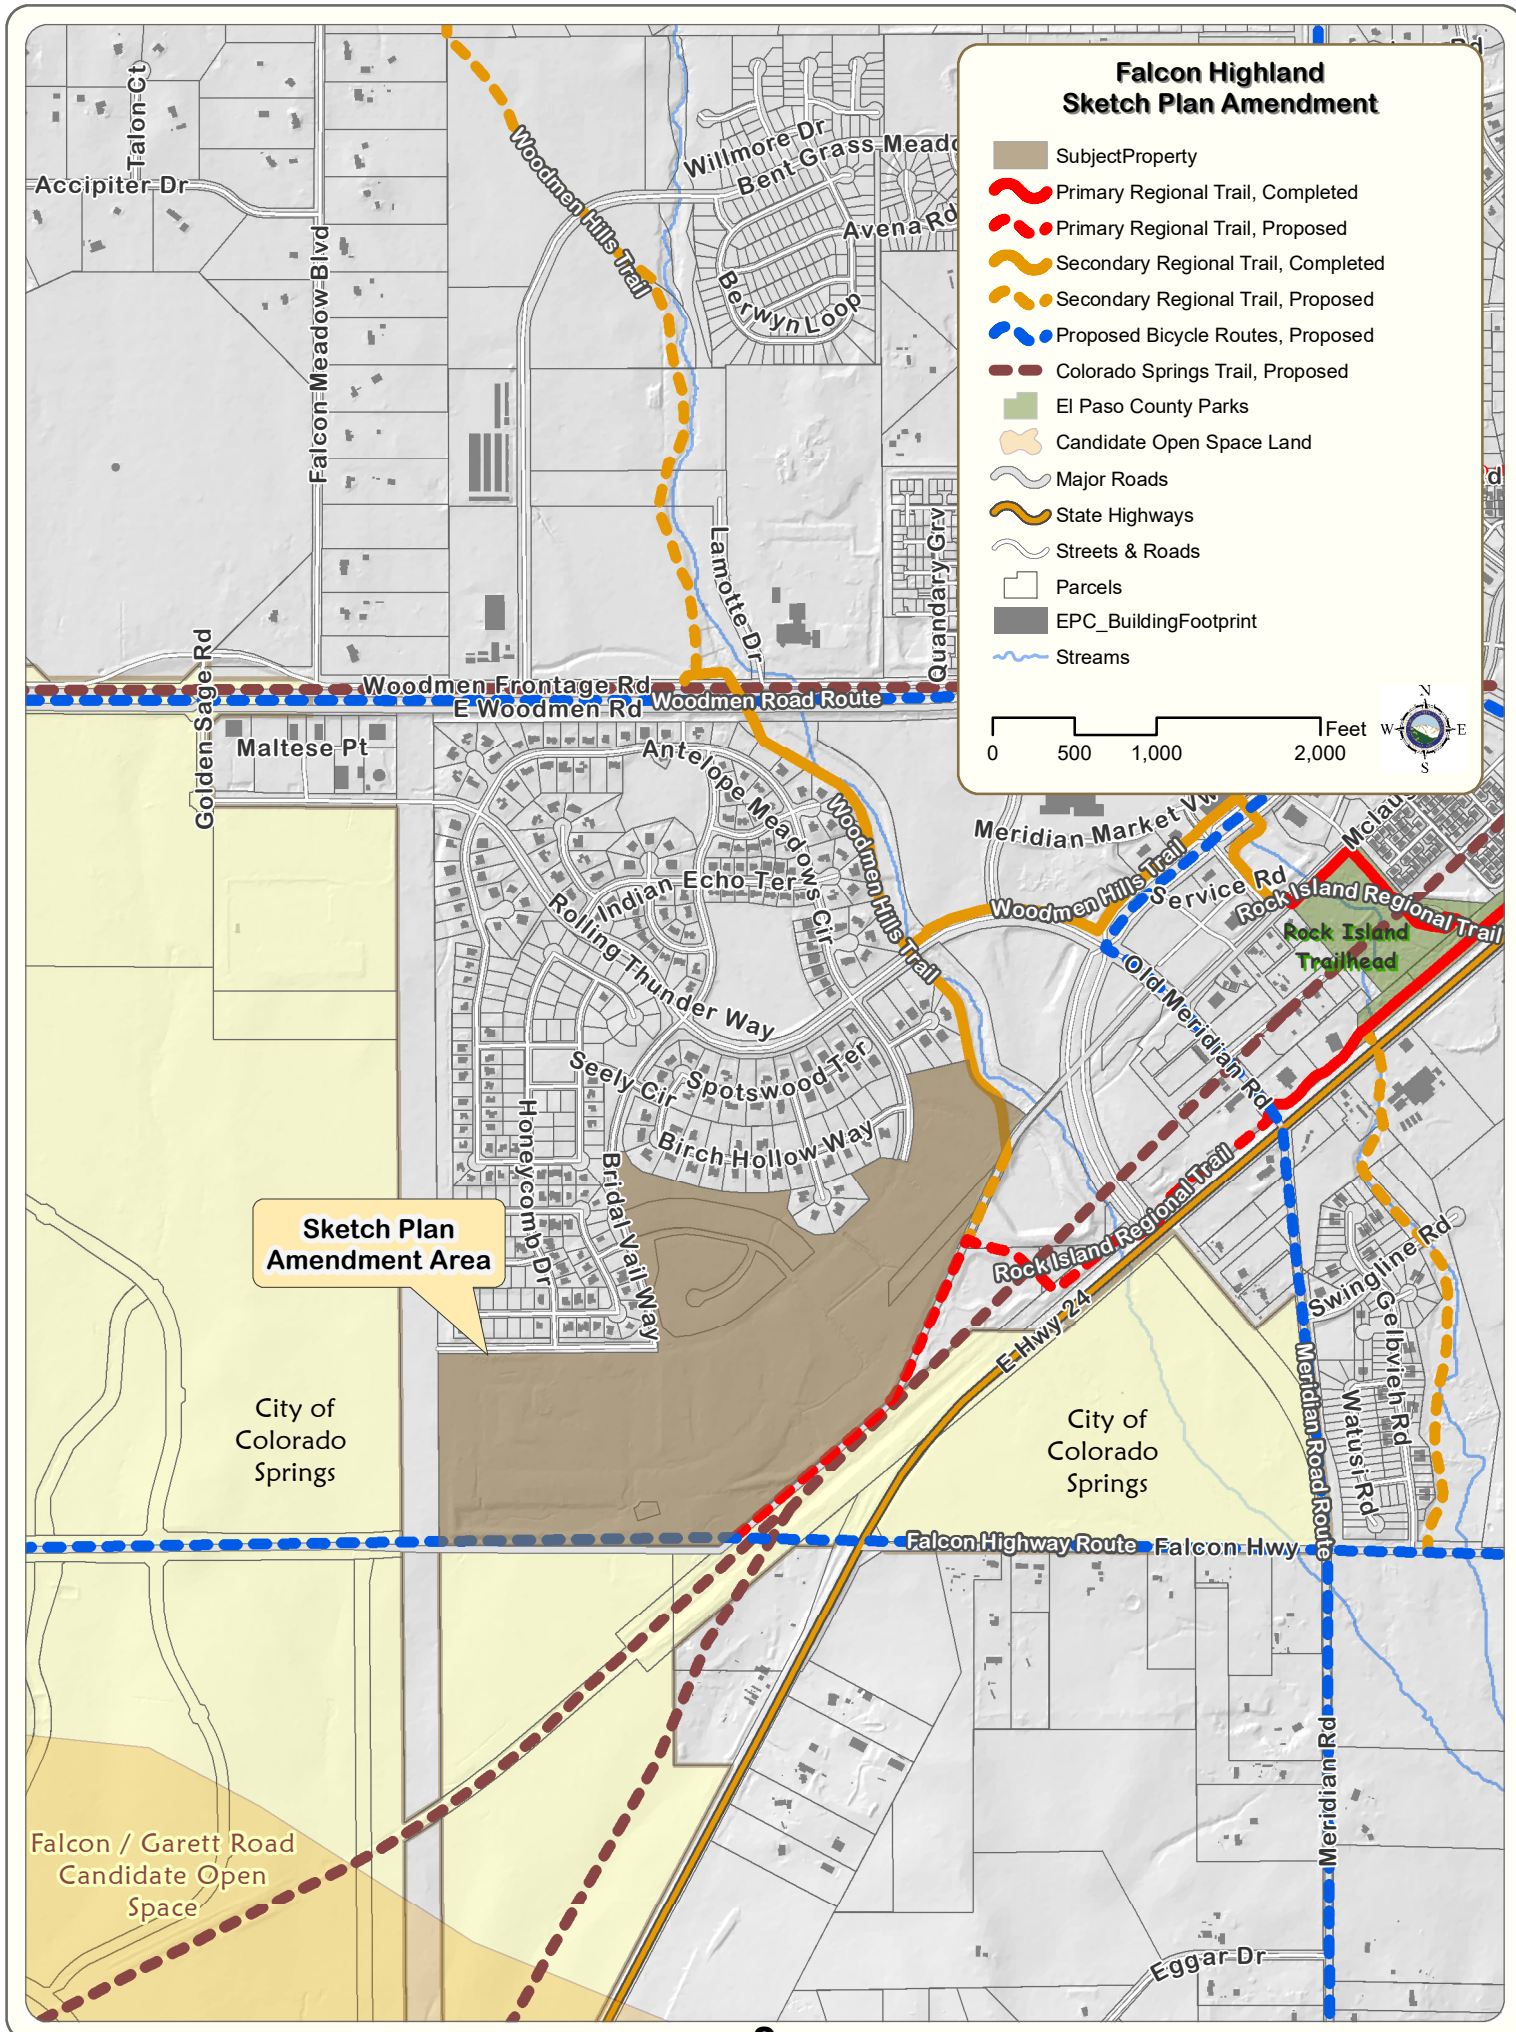 Falcon Highland
Sketch Plan Amendment
SubjectProperty
Primary Regional Trail, Completed
Primary Regional Trail, Proposed
Secondary Regional Trail, Completed
Secondary Regional Trail, Proposed
Proposed Bicycle Routes, Proposed
Colorado Springs Trail, Proposed
El Paso County Parks
Candidate Open Space Land
Major Roads
State Highways
Streets & Roads
Parcels
EPC_BuildingFootprint
Streams
0 500 1,000 2,000 Feet
N
W E
S
Rd
d
Talon Ct
Accipiter Dr
Falcon Meadow Blvd
Woodmen Hills Trail
Willmore Dr
Bent Grass Meado
Avena Rd
Berwyn Loop
Lamotte Dr
Quandary Grv
Golden Sage Rd
Woodmen Frontage Rd
E Woodmen Rd
Woodmen Road Route
Maltese Pt
Antelope Meadows Cir
Woodmen Hills Trail
Meridian Market Vw
Mclaug
Indian Echo Ter
Rolling Thunder Way
Woodmen Hills Trail
Service Rd
Rock Island Regional Trail
Rock Island
Trailhead
Old Meridian Rd
Seely Cir
Spotswood Ter
Birch Hollow Way
Honeycomb Dr
Bridal Vail Way
Sketch Plan
Amendment Area
Rock Island Regional Trail
E Hwy 24
Swingline Rd
Gelbvieh Rd
Watusi Rd
Meridian Road Route
City of
Colorado
Springs
City of
Colorado
Springs
Falcon Highway Route
Falcon Hwy
Meridian Rd
Falcon / Garett Road
Candidate Open
Space
Eggar Dr